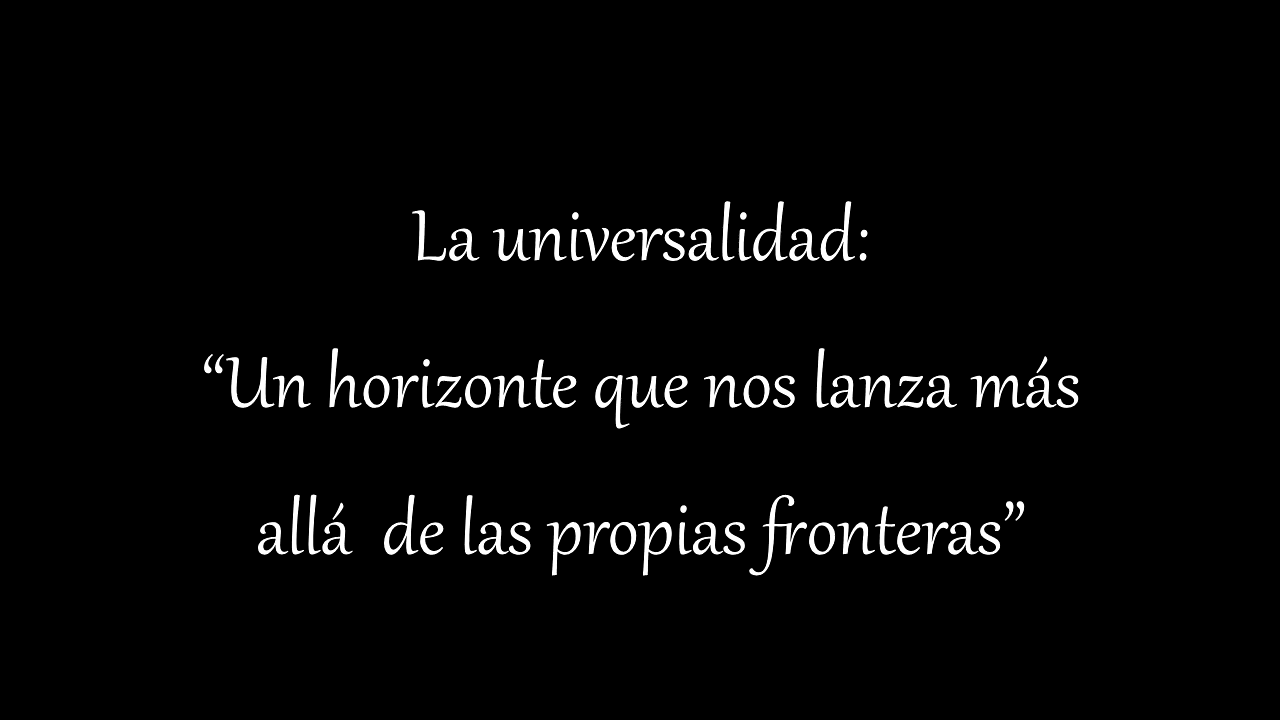 La universalidad:
“Un horizonte que nos lanza más
allá  de las propias fronteras”